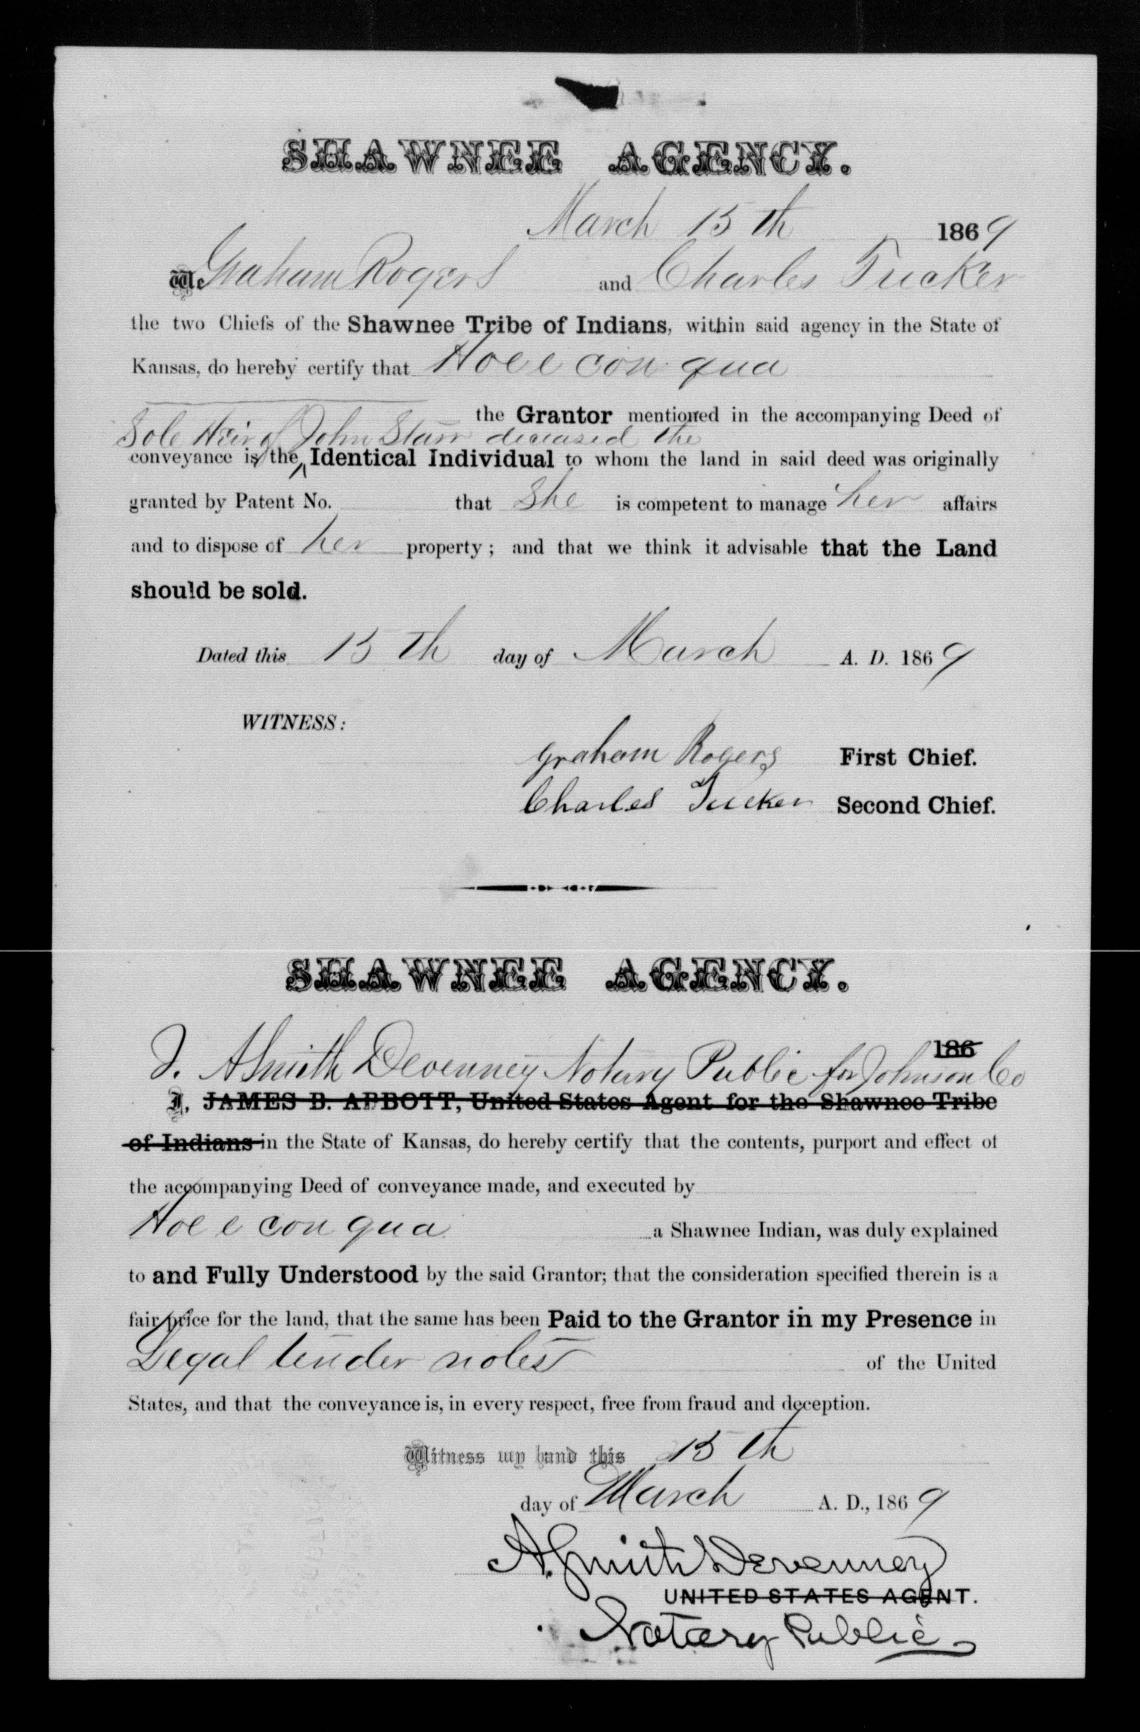 SHAWNEE AGENCY.
March 15th 1869
We Graham Rogers and Charles Tucker
the two Chiefs of the Shawnee Tribe of Indians, within said agency in the State of
Kansas, do hereby certify that Hoe e con qua
the Grantor mentioned in the accompanying Deed of
Sole Heir of John Starr deceased the
conveyance is the Identical Individual to whom the land in said deed was originally
granted by Patent No. that She is competent to manage her affairs
and to dispose of her property; and that we think it advisable that the Land
should be sold.
Dated this 15th day of March A. D. 1869
WITNESS:
Graham Rogers First Chief.
Charles Tucker Second Chief.
SHAWNEE AGENCY.
186
I. A Smith Devenney Notary Public for Johnson Co
I, JAMES B. ABBOTT, United States Agent for the Shawnee Tribe
of Indians in the State of Kansas, do hereby certify that the contents, purport and effect of
the accompanying Deed of conveyance made, and executed by
Hoe e con qua a Shawnee Indian, was duly explained
to and Fully Understood by the said Grantor; that the consideration specified therein is a
fair price for the land, that the same has been Paid to the Grantor in my Presence in
Legal tender notes of the United
States, and that the conveyance is, in every respect, free from fraud and deception.
Witness my hand this 15th
day of March A. D., 1869
A. Smith Devenney
UNITED STATES AGENT.
Notary Public